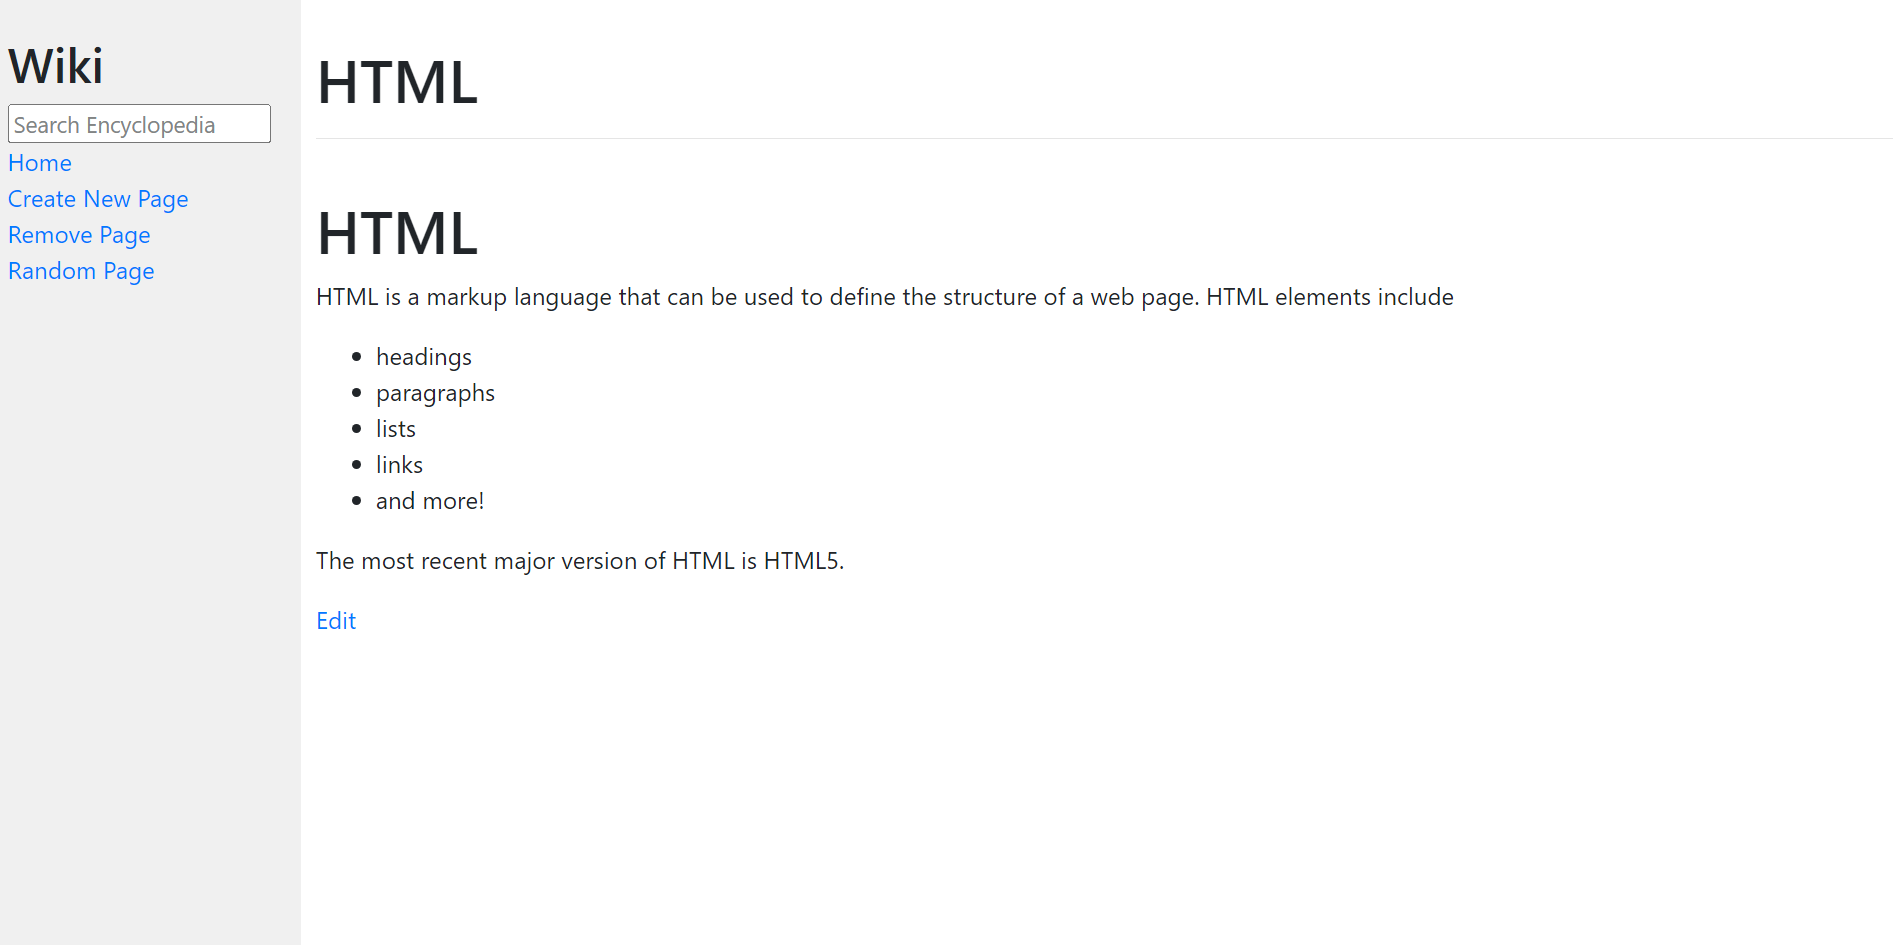 Wiki
Search Encyclopedia
Home
Create New Page
Remove Page
Random Page
HTML
HTML
HTML is a markup language that can be used to define the structure of a web page. HTML elements include
headings
paragraphs
lists
links
and more!
The most recent major version of HTML is HTML5.
Edit